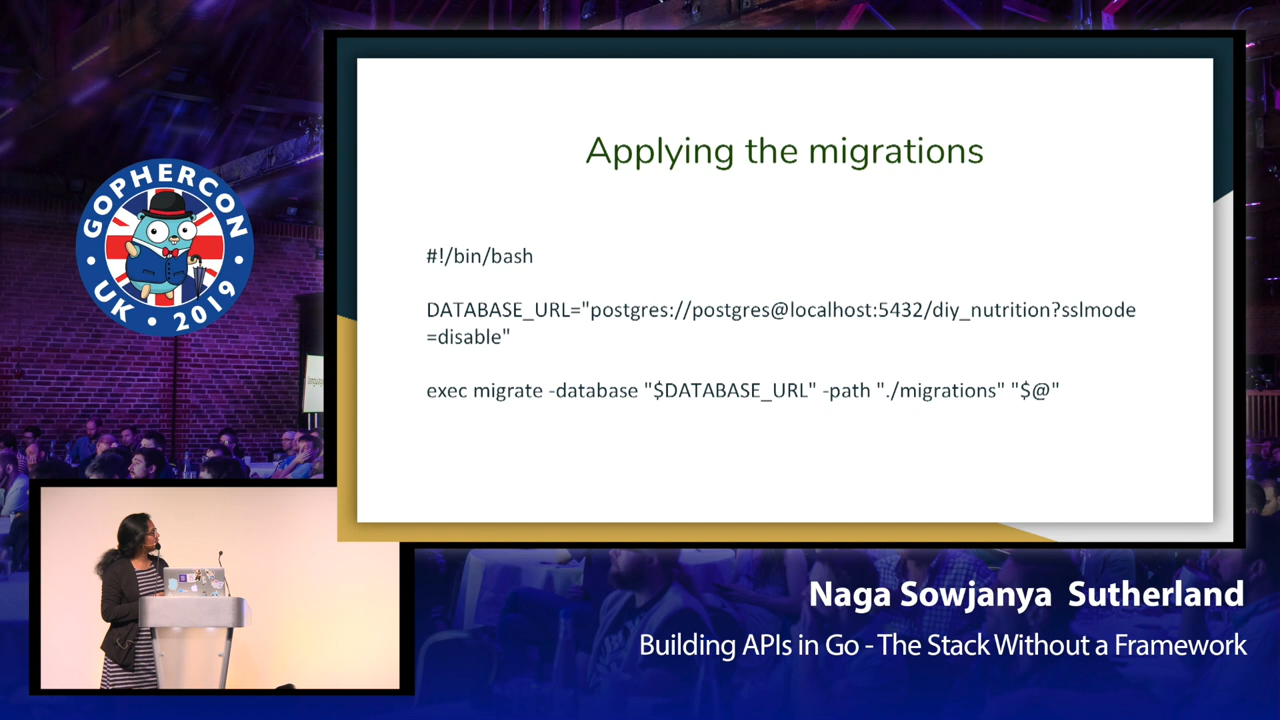 GOPHERCON
UK • 2019
Applying the migrations
#!/bin/bash
DATABASE_URL="postgres://postgres@localhost:5432/diy_nutrition?sslmode
=disable"
exec migrate -database "$DATABASE_URL" -path "./migrations" "$@"
Naga Sowjanya Sutherland
Building APIs in Go - The Stack Without a Framework